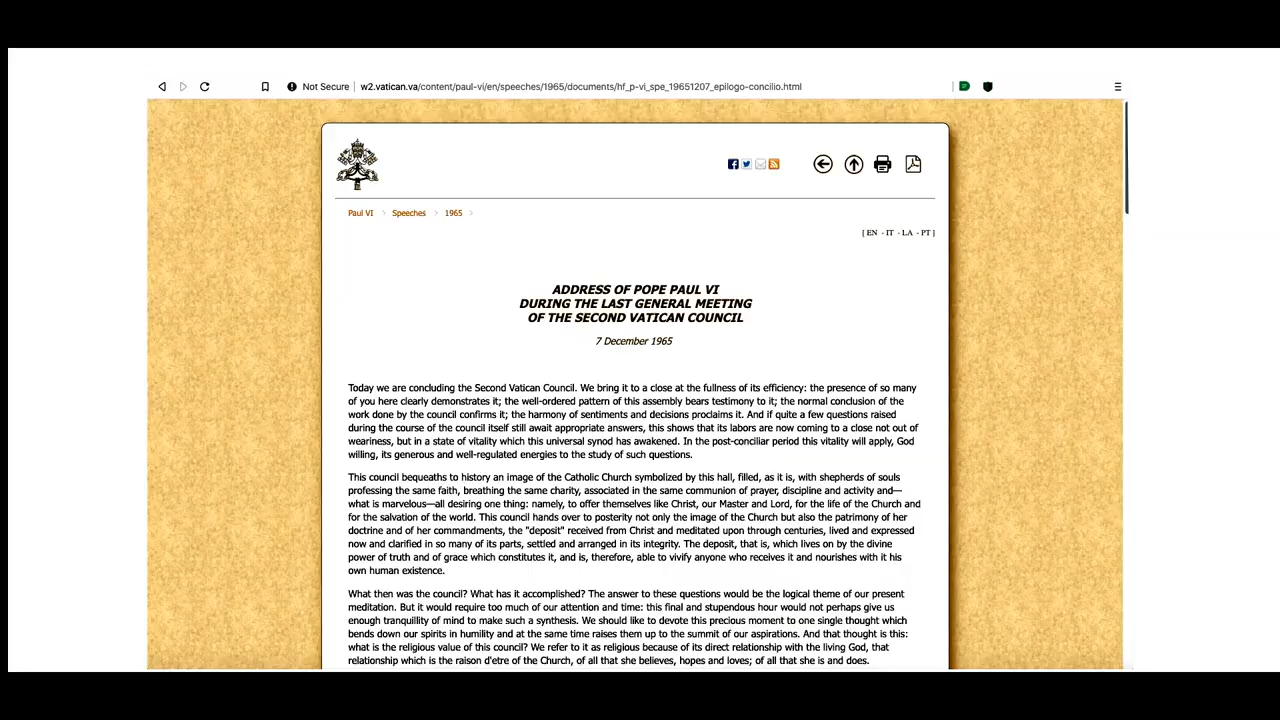 Not Secure w2.vatican.va/content/paul-vi/en/speeches/1965/documents/hf_p-vi_spe_19651207_epilogo-concilio.html
Paul VI > Speeches > 1965 >
[ EN - IT - LA - PT ]
ADDRESS OF POPE PAUL VI
DURING THE LAST GENERAL MEETING
OF THE SECOND VATICAN COUNCIL
7 December 1965
Today we are concluding the Second Vatican Council. We bring it to a close at the fullness of its efficiency: the presence of so many
of you here clearly demonstrates it; the well-ordered pattern of this assembly bears testimony to it; the normal conclusion of the
work done by the council confirms it; the harmony of sentiments and decisions proclaims it. And if quite a few questions raised
during the course of the council itself still await appropriate answers, this shows that its labors are now coming to a close not out of
weariness, but in a state of vitality which this universal synod has awakened. In the post-conciliar period this vitality will apply, God
willing, its generous and well-regulated energies to the study of such questions.
This council bequeaths to history an image of the Catholic Church symbolized by this hall, filled, as it is, with shepherds of souls
professing the same faith, breathing the same charity, associated in the same communion of prayer, discipline and activity and—
what is marvelous—all desiring one thing: namely, to offer themselves like Christ, our Master and Lord, for the life of the Church and
for the salvation of the world. This council hands over to posterity not only the image of the Church but also the patrimony of her
doctrine and of her commandments, the "deposit" received from Christ and meditated upon through centuries, lived and expressed
now and clarified in so many of its parts, settled and arranged in its integrity. The deposit, that is, which lives on by the divine
power of truth and of grace which constitutes it, and is, therefore, able to vivify anyone who receives it and nourishes with it his
own human existence.
What then was the council? What has it accomplished? The answer to these questions would be the logical theme of our present
meditation. But it would require too much of our attention and time: this final and stupendous hour would not perhaps give us
enough tranquillity of mind to make such a synthesis. We should like to devote this precious moment to one single thought which
bends down our spirits in humility and at the same time raises them up to the summit of our aspirations. And that thought is this:
what is the religious value of this council? We refer to it as religious because of its direct relationship with the living God, that
relationship which is the raison d'etre of the Church, of all that she believes, hopes and loves; of all that she is and does.